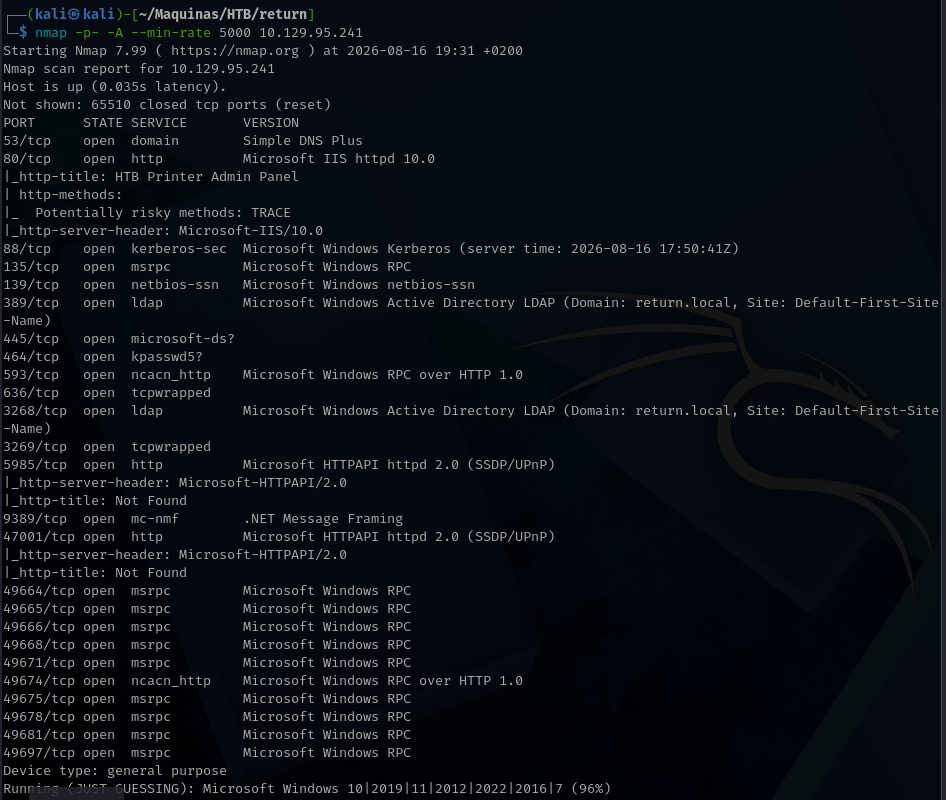 ┌──(kali㉿kali)-[~/Maquinas/HTB/return]
└─$ nmap -p- -A --min-rate 5000 10.129.95.241
Starting Nmap 7.99 ( https://nmap.org ) at 2026-08-16 19:31 +0200
Nmap scan report for 10.129.95.241
Host is up (0.035s latency).
Not shown: 65510 closed tcp ports (reset)
PORT      STATE SERVICE       VERSION
53/tcp    open  domain        Simple DNS Plus
80/tcp    open  http          Microsoft IIS httpd 10.0
|_http-title: HTB Printer Admin Panel
| http-methods:
|_  Potentially risky methods: TRACE
|_http-server-header: Microsoft-IIS/10.0
88/tcp    open  kerberos-sec  Microsoft Windows Kerberos (server time: 2026-08-16 17:50:41Z)
135/tcp   open  msrpc         Microsoft Windows RPC
139/tcp   open  netbios-ssn   Microsoft Windows netbios-ssn
389/tcp   open  ldap          Microsoft Windows Active Directory LDAP (Domain: return.local, Site: Default-First-Site
-Name)
445/tcp   open  microsoft-ds?
464/tcp   open  kpasswd5?
593/tcp   open  ncacn_http    Microsoft Windows RPC over HTTP 1.0
636/tcp   open  tcpwrapped
3268/tcp  open  ldap          Microsoft Windows Active Directory LDAP (Domain: return.local, Site: Default-First-Site
-Name)
3269/tcp  open  tcpwrapped
5985/tcp  open  http          Microsoft HTTPAPI httpd 2.0 (SSDP/UPnP)
|_http-server-header: Microsoft-HTTPAPI/2.0
|_http-title: Not Found
9389/tcp  open  mc-nmf        .NET Message Framing
47001/tcp open  http          Microsoft HTTPAPI httpd 2.0 (SSDP/UPnP)
|_http-server-header: Microsoft-HTTPAPI/2.0
|_http-title: Not Found
49664/tcp open  msrpc         Microsoft Windows RPC
49665/tcp open  msrpc         Microsoft Windows RPC
49666/tcp open  msrpc         Microsoft Windows RPC
49668/tcp open  msrpc         Microsoft Windows RPC
49671/tcp open  msrpc         Microsoft Windows RPC
49674/tcp open  ncacn_http    Microsoft Windows RPC over HTTP 1.0
49675/tcp open  msrpc         Microsoft Windows RPC
49678/tcp open  msrpc         Microsoft Windows RPC
49681/tcp open  msrpc         Microsoft Windows RPC
49697/tcp open  msrpc         Microsoft Windows RPC
Device type: general purpose
Running (JUST GUESSING): Microsoft Windows 10|2019|11|2012|2022|2016|7 (96%)